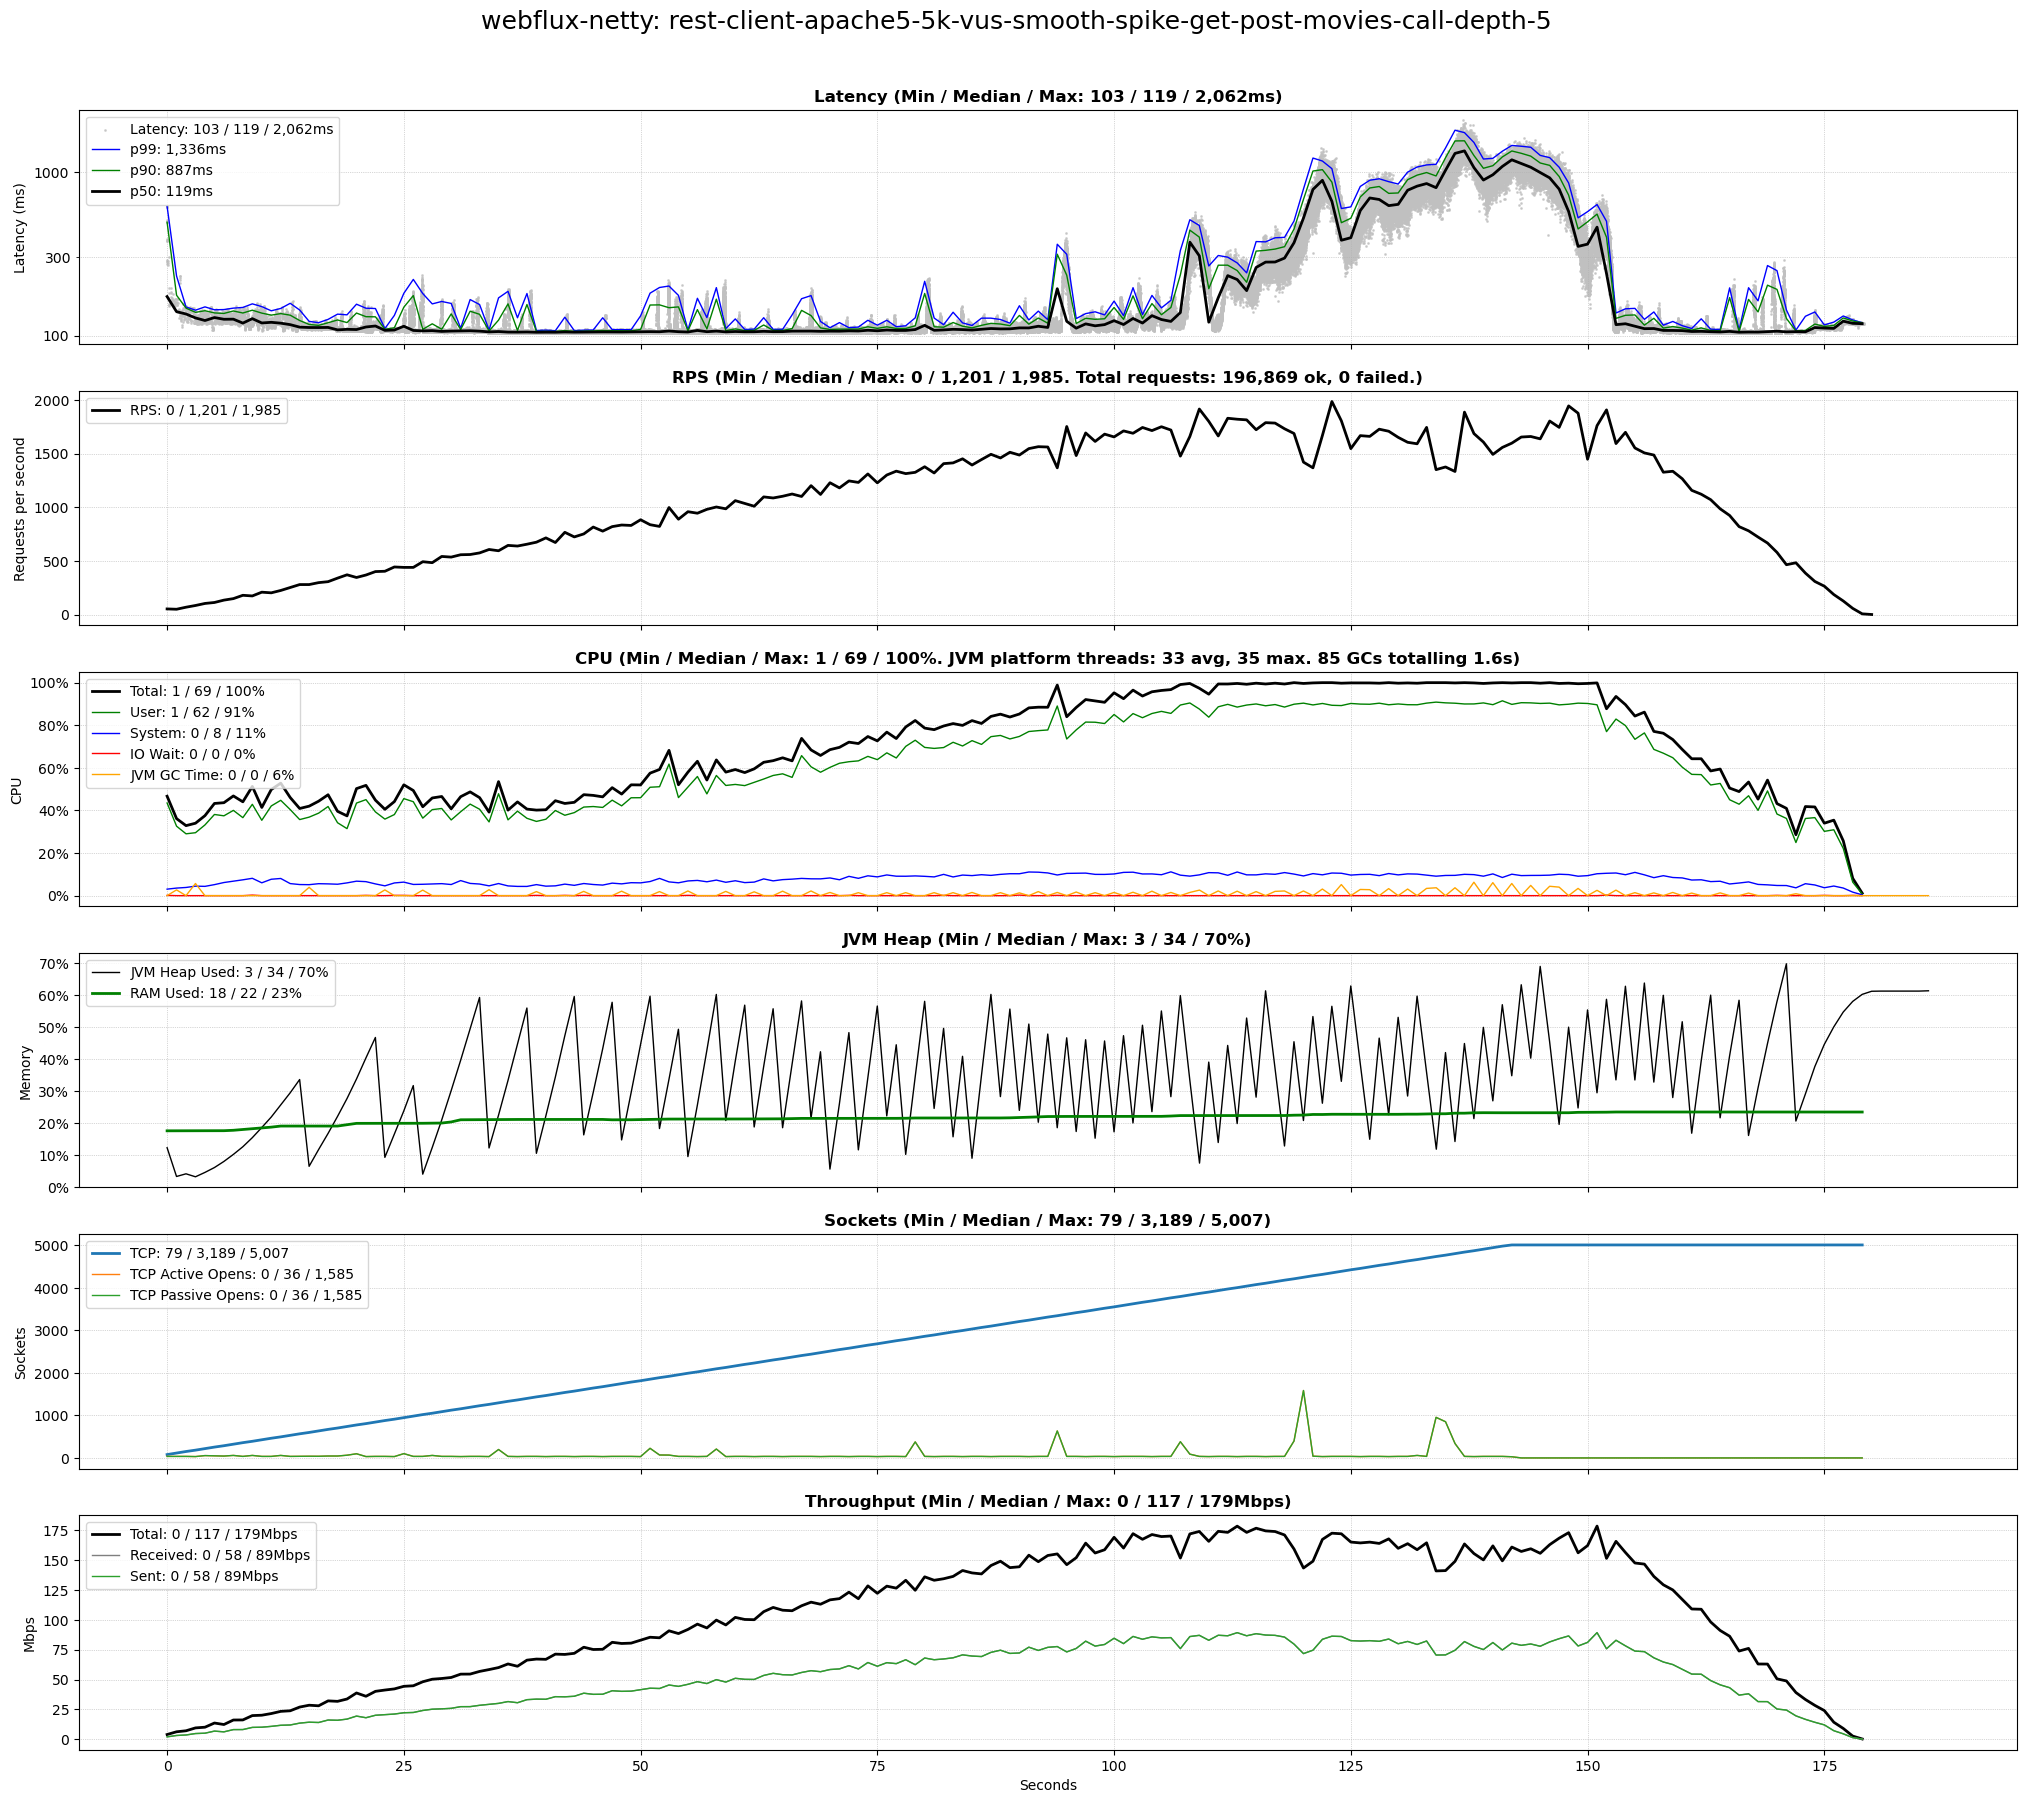 webflux-netty: rest-client-apache5-5k-vus-smooth-spike-get-post-movies-call-depth-5
Latency (Min / Median / Max: 103 / 119 / 2,062ms)
Latency: 103 / 119 / 2,062ms
p99: 1,336ms
p90: 887ms
p50: 119ms
Latency (ms)
1000
300
100
RPS (Min / Median / Max: 0 / 1,201 / 1,985. Total requests: 196,869 ok, 0 failed.)
RPS: 0 / 1,201 / 1,985
Requests per second
2000
1500
1000
500
0
CPU (Min / Median / Max: 1 / 69 / 100%. JVM platform threads: 33 avg, 35 max. 85 GCs totalling 1.6s)
Total: 1 / 69 / 100%
User: 1 / 62 / 91%
System: 0 / 8 / 11%
IO Wait: 0 / 0 / 0%
JVM GC Time: 0 / 0 / 6%
CPU
100%
80%
60%
40%
20%
0%
JVM Heap (Min / Median / Max: 3 / 34 / 70%)
JVM Heap Used: 3 / 34 / 70%
RAM Used: 18 / 22 / 23%
Memory
70%
60%
50%
40%
30%
20%
10%
0%
Sockets (Min / Median / Max: 79 / 3,189 / 5,007)
TCP: 79 / 3,189 / 5,007
TCP Active Opens: 0 / 36 / 1,585
TCP Passive Opens: 0 / 36 / 1,585
Sockets
5000
4000
3000
2000
1000
0
Throughput (Min / Median / Max: 0 / 117 / 179Mbps)
Total: 0 / 117 / 179Mbps
Received: 0 / 58 / 89Mbps
Sent: 0 / 58 / 89Mbps
Mbps
175
150
125
100
75
50
25
0
0 25 50 75 100 125 150 175
Seconds